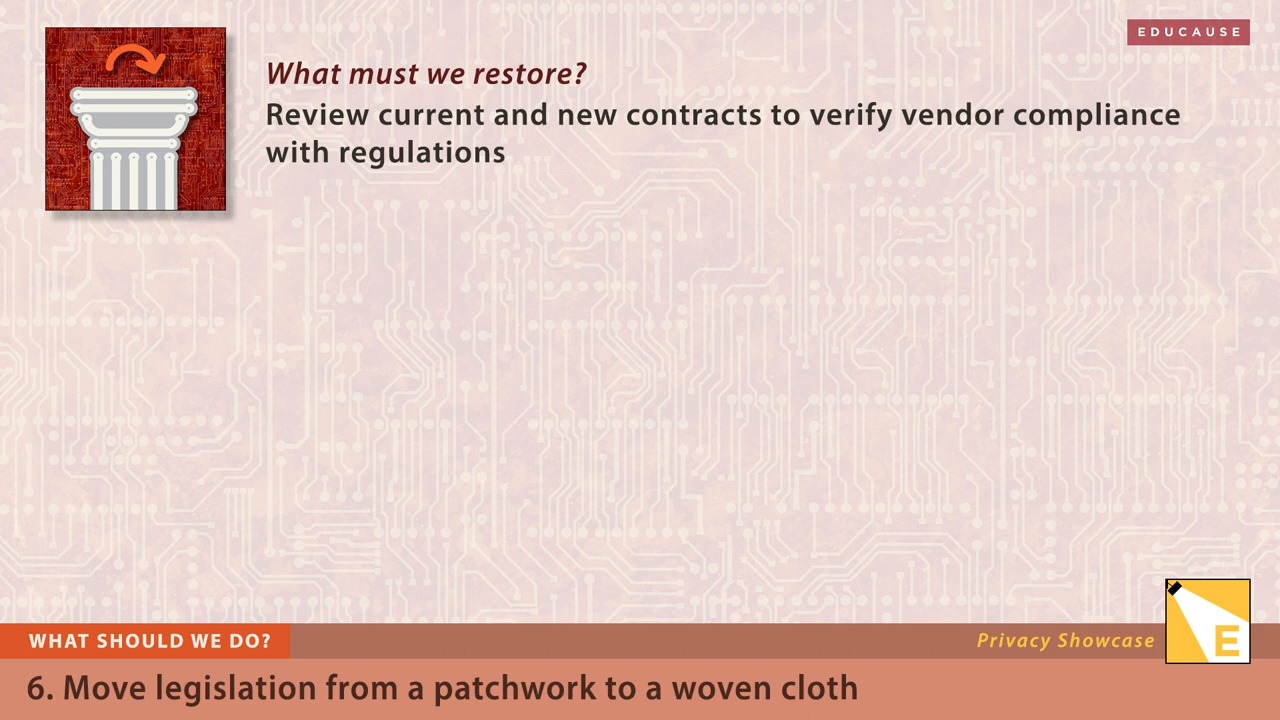 EDUCAUSE
What must we restore?
Review current and new contracts to verify vendor compliance
with regulations
WHAT SHOULD WE DO?
Privacy Showcase
E
6. Move legislation from a patchwork to a woven cloth